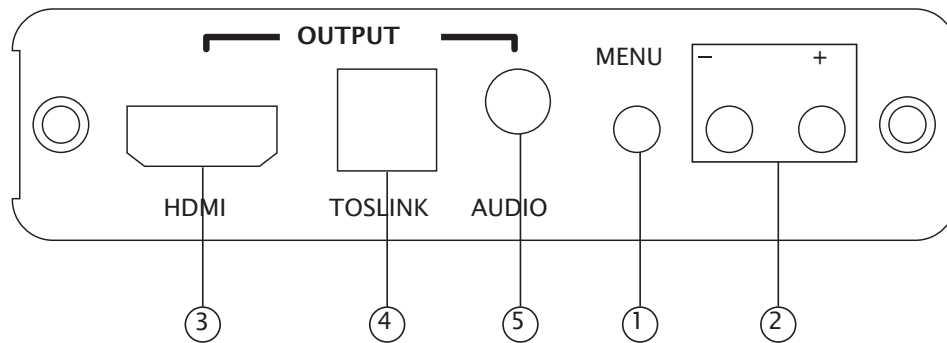 OUTPUT
MENU
− +
HDMI TOSLINK AUDIO
3 4 5 1 2